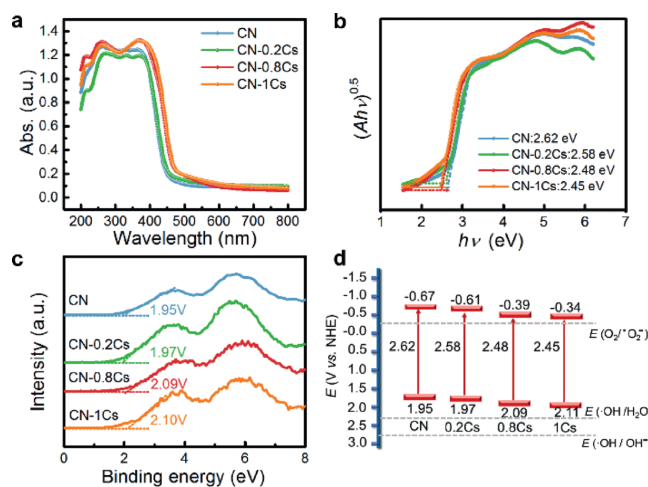 a
Abs. (a.u.)
1.4
1.2
1.0
0.8
0.6
0.4
0.2
0.0
CN
CN-0.2Cs
CN-0.8Cs
CN-1Cs
200 300 400 500 600 700 800
Wavelength (nm)
b
(Ahν)^0.5
CN:2.62 eV
CN-0.2Cs:2.58 eV
CN-0.8Cs:2.48 eV
CN-1Cs:2.45 eV
1 2 3 4 5 6 7
hν (eV)
c
Intensity (a.u.)
CN
1.95V
CN-0.2Cs
1.97V
CN-0.8Cs
2.09V
CN-1Cs
2.10V
0 2 4 6 8
Binding energy (eV)
d
E (V vs. NHE)
-1.5
-1.0
-0.5
-0.0
0.5
1.0
1.5
2.0
2.5
3.0
-0.67 -0.61 -0.39 -0.34
E (O₂/·O₂⁻)
2.62 2.58 2.48 2.45
1.95 1.97 2.09 2.11
E (·OH/H₂O
CN 0.2Cs 0.8Cs 1Cs
E (·OH / OH⁻